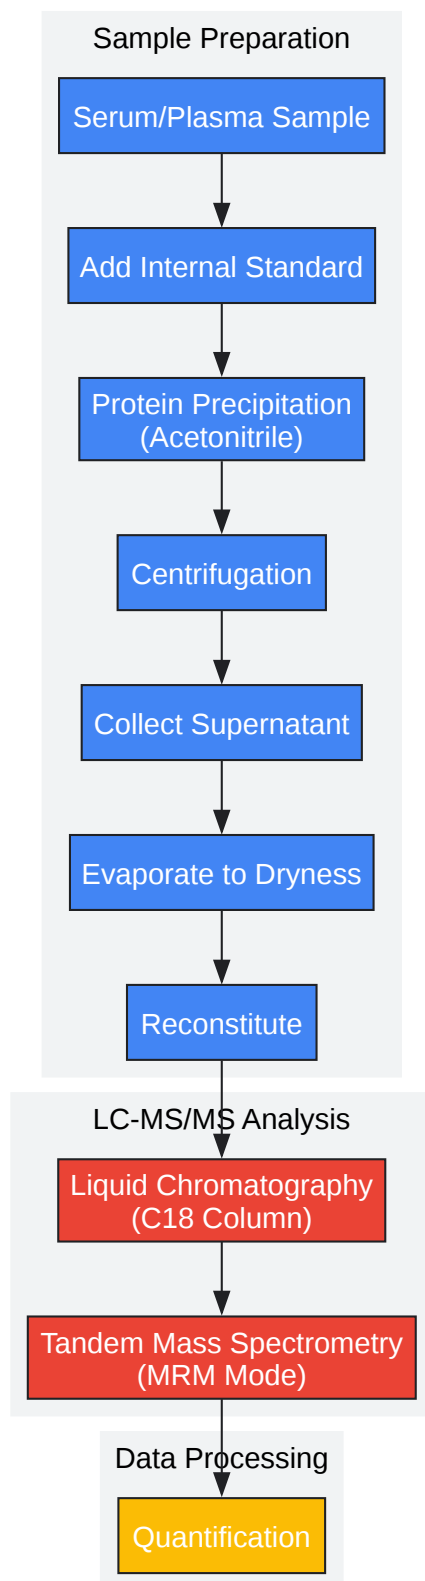 Sample Preparation
Serum/Plasma Sample
Add Internal Standard
Protein Precipitation
(Acetonitrile)
Centrifugation
Collect Supernatant
Evaporate to Dryness
Reconstitute
LC-MS/MS Analysis
Liquid Chromatography
(C18 Column)
Tandem Mass Spectrometry
(MRM Mode)
Data Processing
Quantification